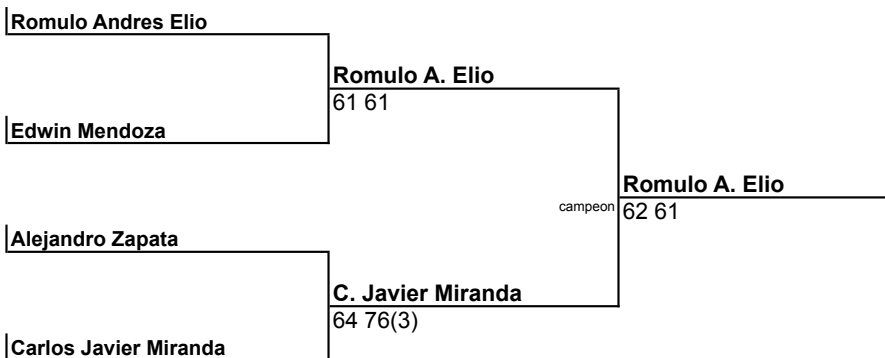 Romulo Andres Elio
Romulo A. Elio
61 61
Edwin Mendoza
Romulo A. Elio
campeon
62 61
Alejandro Zapata
C. Javier Miranda
64 76(3)
Carlos Javier Miranda